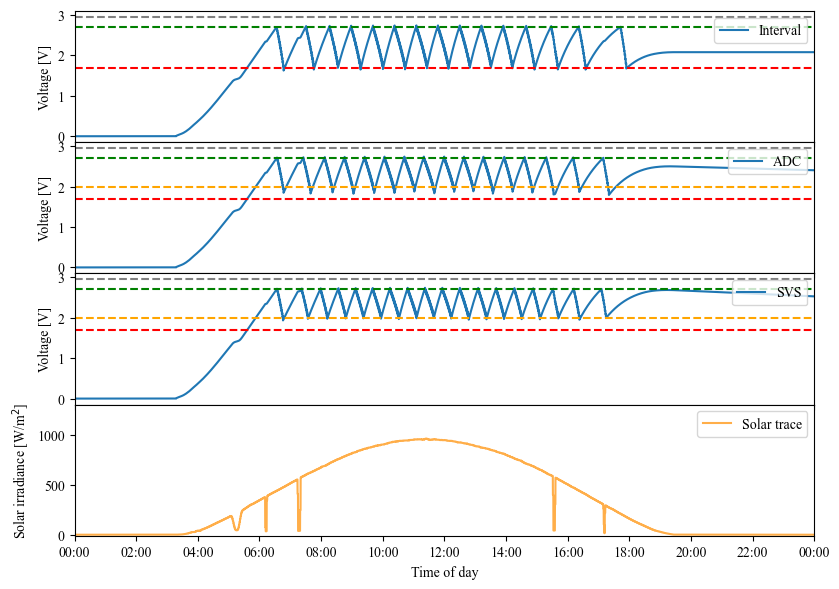 3
2
1
0
Voltage [V]
Interval
3
2
1
0
Voltage [V]
ADC
3
2
1
0
Voltage [V]
SVS
1000
500
0
Solar irradiance [W/m²]
Solar trace
00:00 02:00 04:00 06:00 08:00 10:00 12:00 14:00 16:00 18:00 20:00 22:00 00:00
Time of day